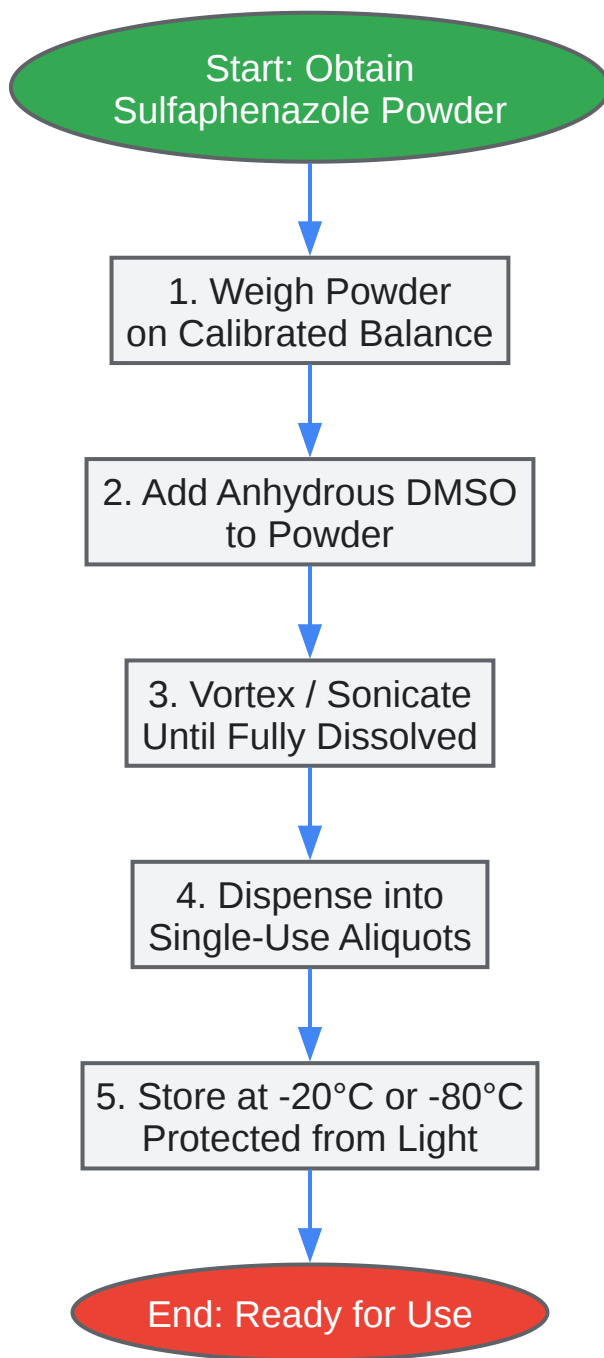 Start: Obtain
Sulfaphenazole Powder
1. Weigh Powder
on Calibrated Balance
2. Add Anhydrous DMSO
to Powder
3. Vortex / Sonicate
Until Fully Dissolved
4. Dispense into
Single-Use Aliquots
5. Store at -20°C or -80°C
Protected from Light
End: Ready for Use